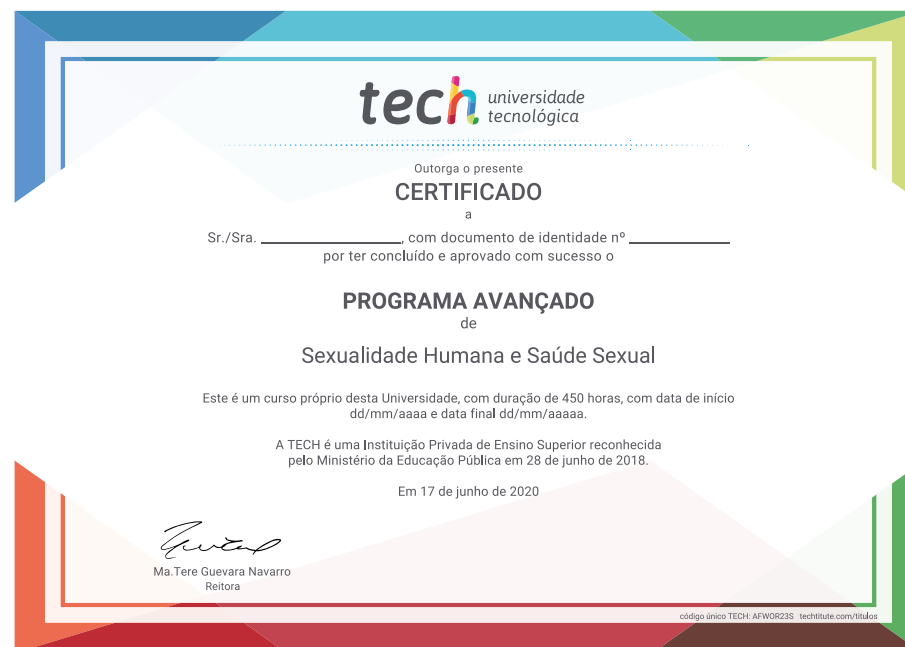 tech universidade
tecnológica
Outorga o presente
CERTIFICADO
a
Sr./Sra. ____________, com documento de identidade nº ____________
por ter concluído e aprovado com sucesso o
PROGRAMA AVANÇADO
de
Sexualidade Humana e Saúde Sexual
Este é um curso próprio desta Universidade, com duração de 450 horas, com data de início
dd/mm/aaaa e data final dd/mm/aaaaa.
A TECH é uma Instituição Privada de Ensino Superior reconhecida
pelo Ministério da Educação Pública em 28 de junho de 2018.
Em 17 de junho de 2020
Ma.Tere Guevara Navarro
Reitora
código único TECH: AFWOR23S techtitute.com/titulos